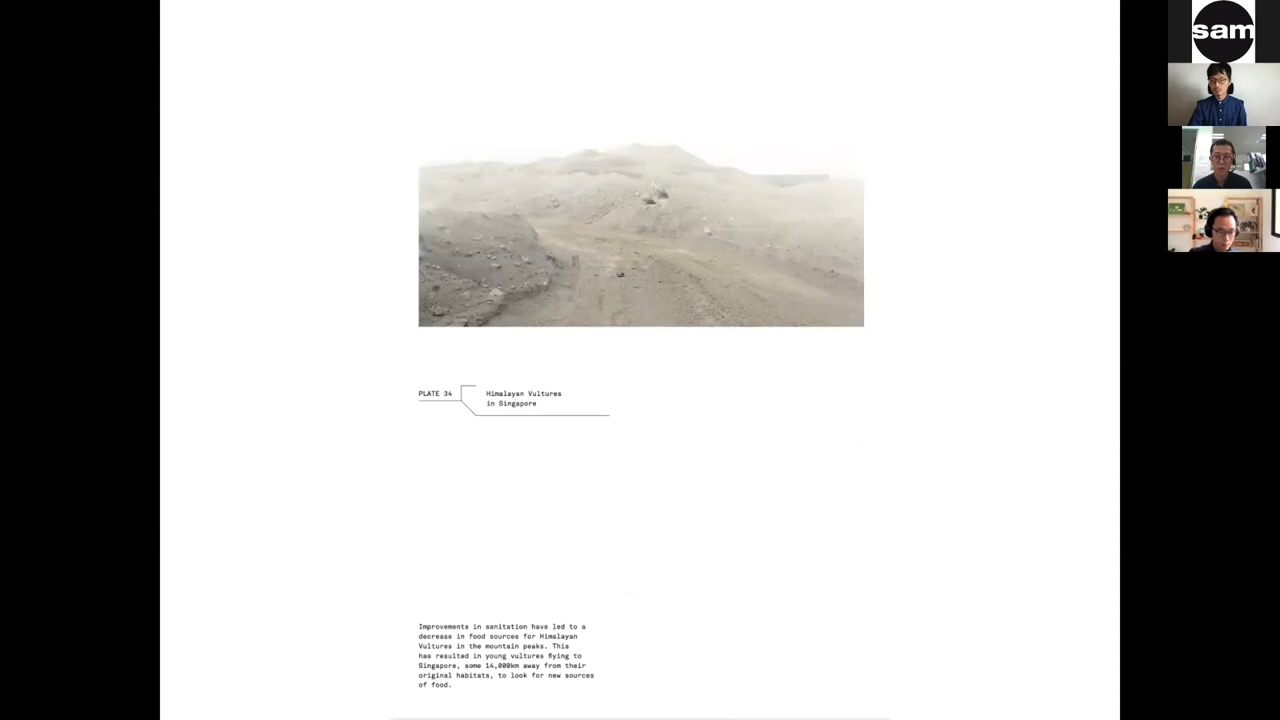 sam
PLATE 34
Himalayan Vultures
in Singapore
Improvements in sanitation have led to a
decrease in food sources for Himalayan
Vultures in the mountain peaks. This
has resulted in young vultures flying to
Singapore, some 14,000km away from their
original habitats, to look for new sources
of food.